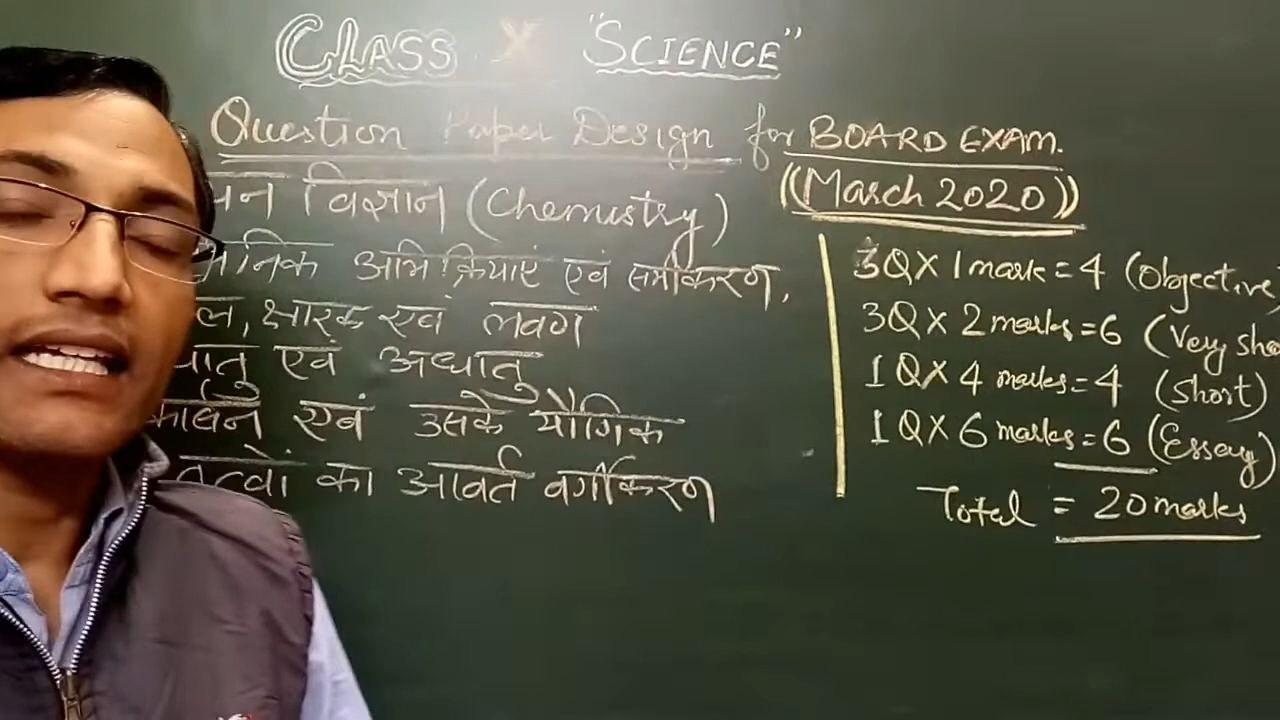 CLASS X "SCIENCE"
Question Paper Design for BOARD EXAM.
((March 2020))
विज्ञान (Chemistry)
अभिक्रियाएं एवं समीकरण,
क्षारक एवं लवण
एवं अधातु
एवं उसके यौगिक
का आवर्त वर्गीकरण
3Q X 1 mark = 4 (Objective)
3Q X 2 marks = 6 (Very
1Q X 4 marks = 4 (Short)
1Q X 6 marks = 6 (Essay)
Total = 20 marks